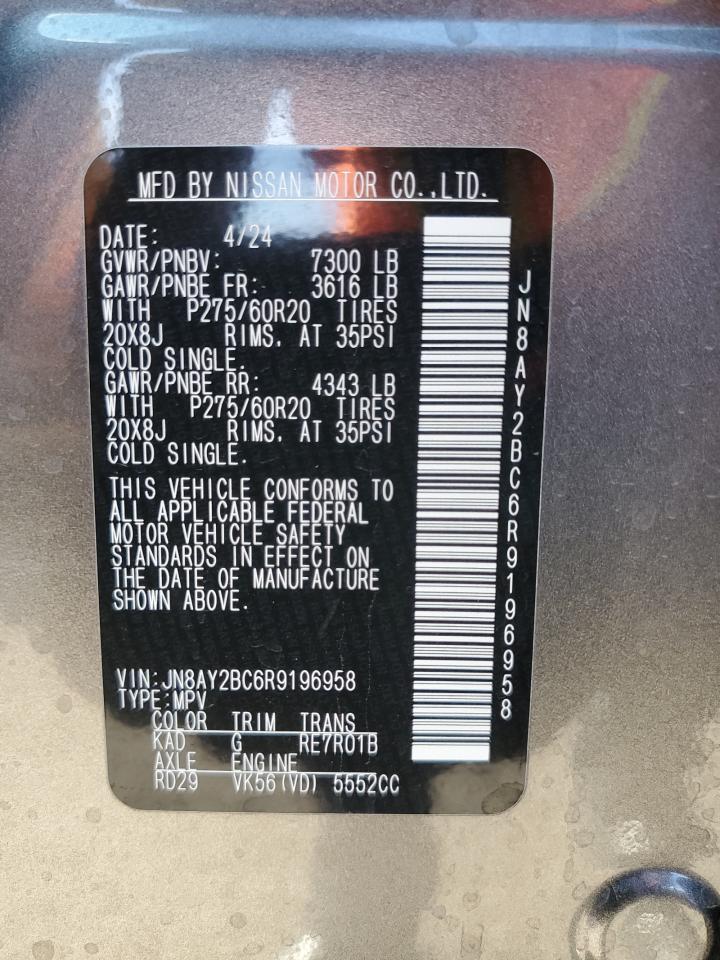 MFD BY NISSAN MOTOR CO.,LTD.
DATE: 4/24
GVWR/PNBV: 7300 LB
GAWR/PNBE FR: 3616 LB
WITH P275/60R20 TIRES
20X8J RIMS, AT 35PSI
COLD SINGLE.
GAWR/PNBE RR: 4343 LB
WITH P275/60R20 TIRES
20X8J RIMS, AT 35PSI
COLD SINGLE.
THIS VEHICLE CONFORMS TO
ALL APPLICABLE FEDERAL
MOTOR VEHICLE SAFETY
STANDARDS IN EFFECT ON
THE DATE OF MANUFACTURE
SHOWN ABOVE.
VIN:JN8AY2BC6R9196958
TYPE:MPV
COLOR TRIM TRANS
KAD G RE7R01B
AXLE ENGINE
RD29 VK56(VD) 5552CC
JN8AY2BC6R9196958